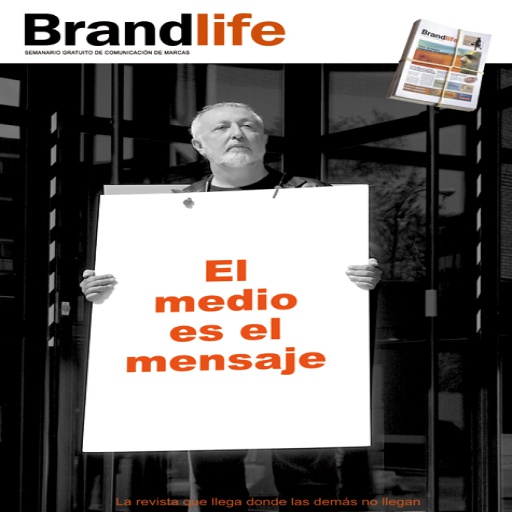 Brandlife
SEMANARIO GRATUITO DE COMUNICACIÓN DE MARCAS
Brandlife
El
medio
es el
mensaje
La revista que llega donde las demás no llegan